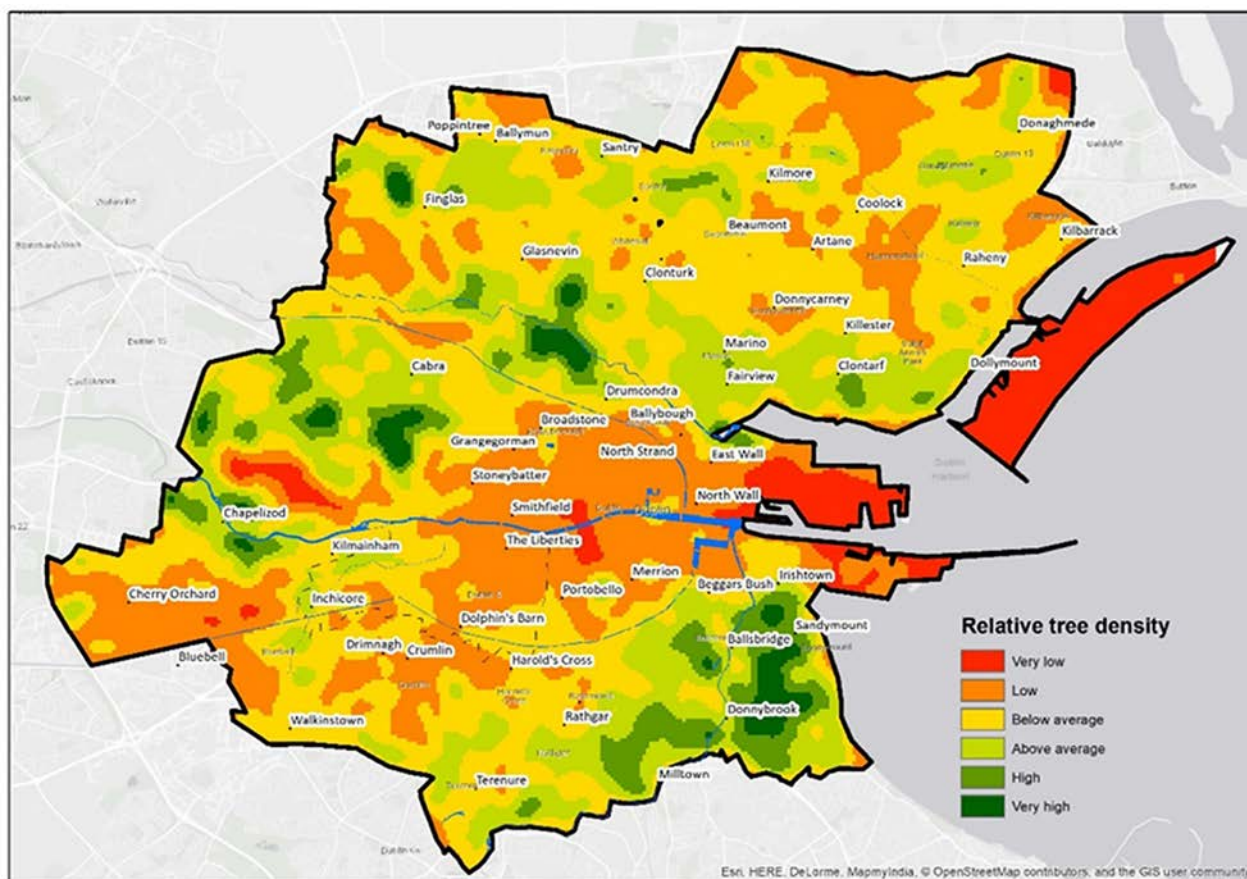 Poppintree
Ballymun
Santry
Donaghmede
Kilmore
Finglas
Coolock
Beaumont
Artane
Kilbarrack
Glasnevin
Raheny
Clonturk
Donnycarney
Killester
Marino
Cabra
Fairview
Clontarf
Dollymount
Drumcondra
Broadstone
Ballybough
Grangegorman
North Strand
East Wall
Stoneybatter
North Wall
Smithfield
Chapelizod
The Liberties
Kilmainham
Merrion
Irishtown
Cherry Orchard
Portobello
Beggars Bush
Inchicore
Dolphin's Barn
Sandymount
Ballsbridge
Drimnagh
Crumlin
Bluebell
Harold's Cross
Walkinstown
Rathgar
Donnybrook
Milltown
Terenure
Relative tree density
Very low
Low
Below average
Above average
High
Very high
Esri, HERE, DeLorme, MapmyIndia, © OpenStreetMap contributors, and the GIS user community